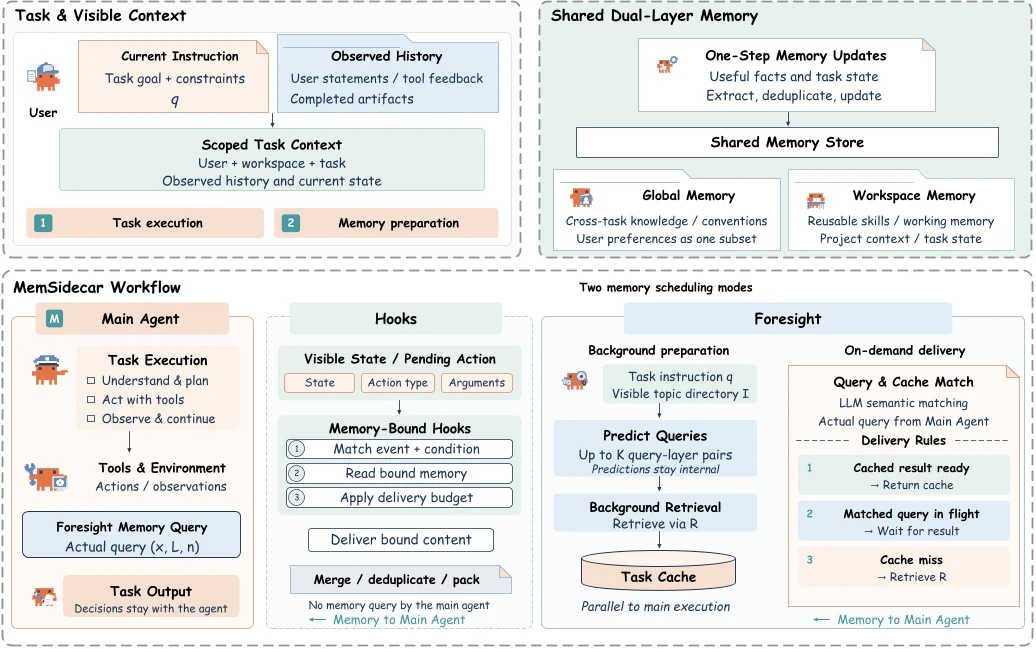 Task & Visible Context
User
Current Instruction
Task goal + constraints
q
Observed History
User statements / tool feedback
Completed artifacts
Scoped Task Context
User + workspace + task
Observed history and current state
1 Task execution
2 Memory preparation
Shared Dual-Layer Memory
One-Step Memory Updates
Useful facts and task state
Extract, deduplicate, update
Shared Memory Store
Global Memory
Cross-task knowledge / conventions
User preferences as one subset
Workspace Memory
Reusable skills / working memory
Project context / task state
MemSidecar Workflow
Two memory scheduling modes
M Main Agent
Task Execution
Understand & plan
Act with tools
Observe & continue
Tools & Environment
Actions / observations
Foresight Memory Query
Actual query (x, L, n)
Task Output
Decisions stay with the agent
Hooks
Visible State / Pending Action
State
Action type
Arguments
Memory-Bound Hooks
1 Match event + condition
2 Read bound memory
3 Apply delivery budget
Deliver bound content
Merge / deduplicate / pack
No memory query by the main agent
← Memory to Main Agent
Foresight
Background preparation
Task instruction q
Visible topic directory I
Predict Queries
Up to K query-layer pairs
Predictions stay internal
Background Retrieval
Retrieve via R
Task Cache
Parallel to main execution
On-demand delivery
Query & Cache Match
LLM semantic matching
Actual query from Main Agent
Delivery Rules
1 Cached result ready
→ Return cache
2 Matched query in flight
→ Wait for result
3 Cache miss
→ Retrieve R
← Memory to Main Agent